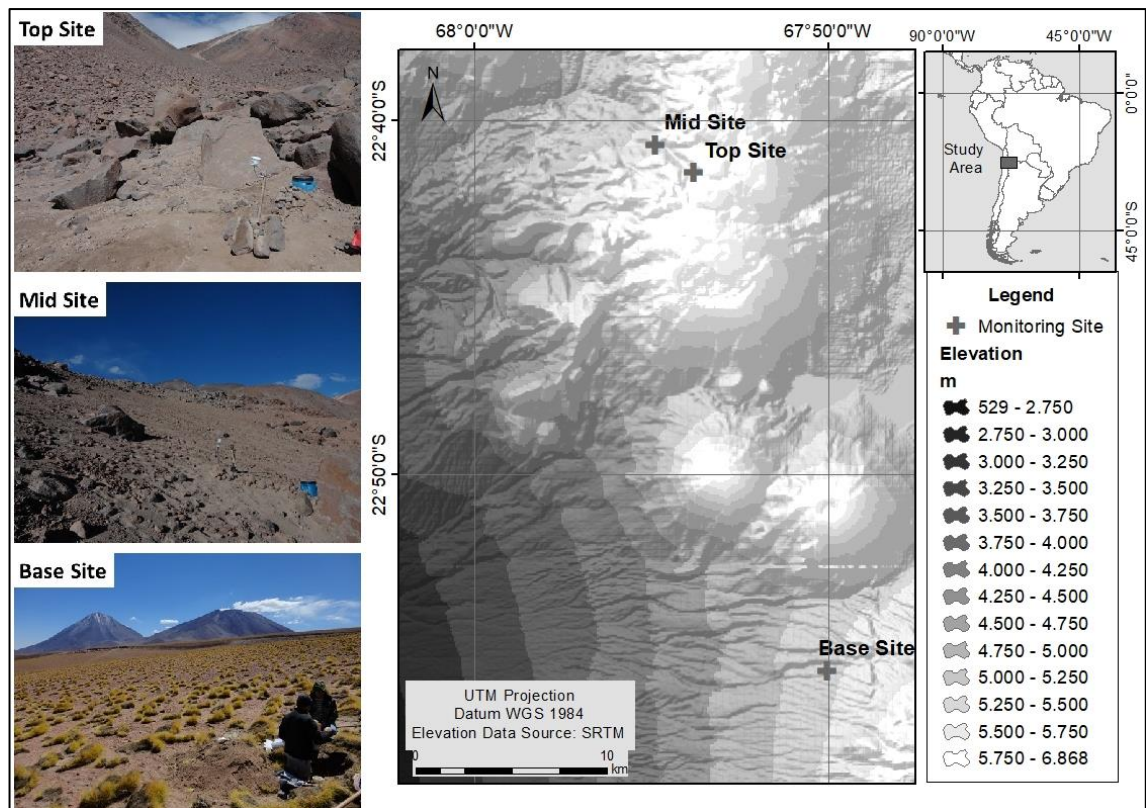 Top Site
Mid Site
Base Site
68°0'0"W
67°50'0"W
22°40'0"S
22°50'0"S
N
Mid Site
Top Site
Base Site
UTM Projection
Datum WGS 1984
Elevation Data Source: SRTM
0 10
km
90°0'0"W
45°0'0"W
0°0'0"
45°0'0"S
Study
Area
Legend
Monitoring Site
Elevation
m
529 - 2.750
2.750 - 3.000
3.000 - 3.250
3.250 - 3.500
3.500 - 3.750
3.750 - 4.000
4.000 - 4.250
4.250 - 4.500
4.500 - 4.750
4.750 - 5.000
5.000 - 5.250
5.250 - 5.500
5.500 - 5.750
5.750 - 6.868